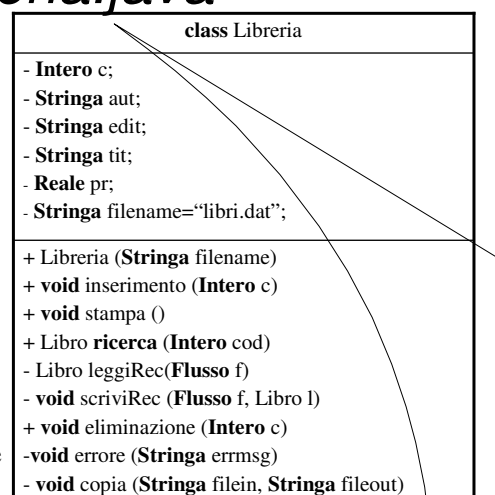 class Libreria
- Intero c;
- Stringa aut;
- Stringa edit;
- Stringa tit;
- Reale pr;
- Stringa filename=“libri.dat”;
+ Libreria (Stringa filename)
+ void inserimento (Intero c)
+ void stampa ()
+ Libro ricerca (Intero cod)
- Libro leggiRec(Flusso f)
- void scriviRec (Flusso f, Libro l)
+ void eliminazione (Intero c)
-void errore (Stringa errmsg)
- void copia (Stringa filein, Stringa fileout)